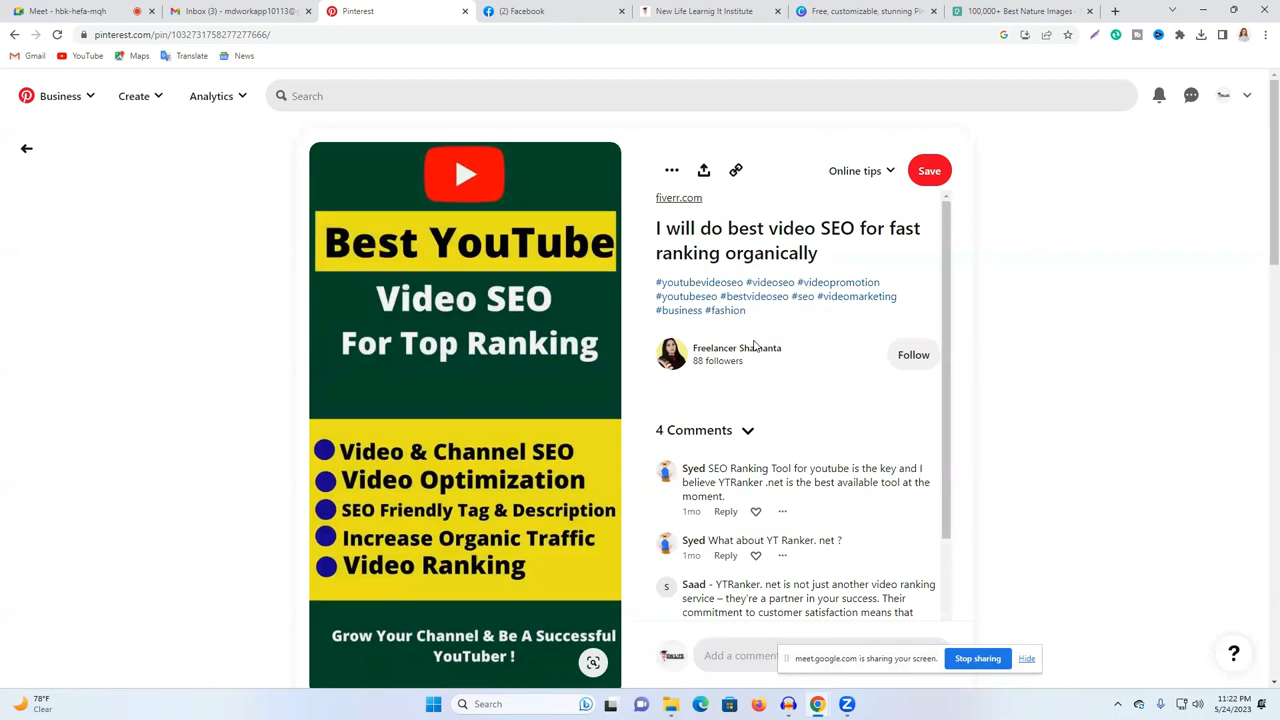 Meet - hbk-hefa-mqb
Inbox (3) - mdworkapp10113@g
Pinterest
(2) Facebook
New Life Learnig It Institute
Free, customizable, stunning Pin
100,000+ Best Nature Images
pinterest.com/pin/1032731758277277666/
Gmail
YouTube
Maps
Translate
News
Business
Create
Analytics
Search
Online tips
Save
fiverr.com
I will do best video SEO for fast
ranking organically
#youtubevideoseo #videoseo #videopromotion
#youtubeseo #bestvideoseo #seo #videomarketing
#business #fashion
Freelancer Shamanta
88 followers
Follow
4 Comments
Syed SEO Ranking Tool for youtube is the key and I
believe YTRanker .net is the best available tool at the
moment.
1mo Reply
Syed What about YT Ranker. net ?
1mo Reply
S
Saad - YTRanker. net is not just another video ranking
service – they're a partner in your success. Their
commitment to customer satisfaction means that
Add a commen
Best YouTube
Video SEO
For Top Ranking
Video & Channel SEO
Video Optimization
SEO Friendly Tag & Description
Increase Organic Traffic
Video Ranking
Grow Your Channel & Be A Successful
YouTuber !
meet.google.com is sharing your screen.
Stop sharing
Hide
?
78°F
Clear
Search
11:22 PM
5/24/2023